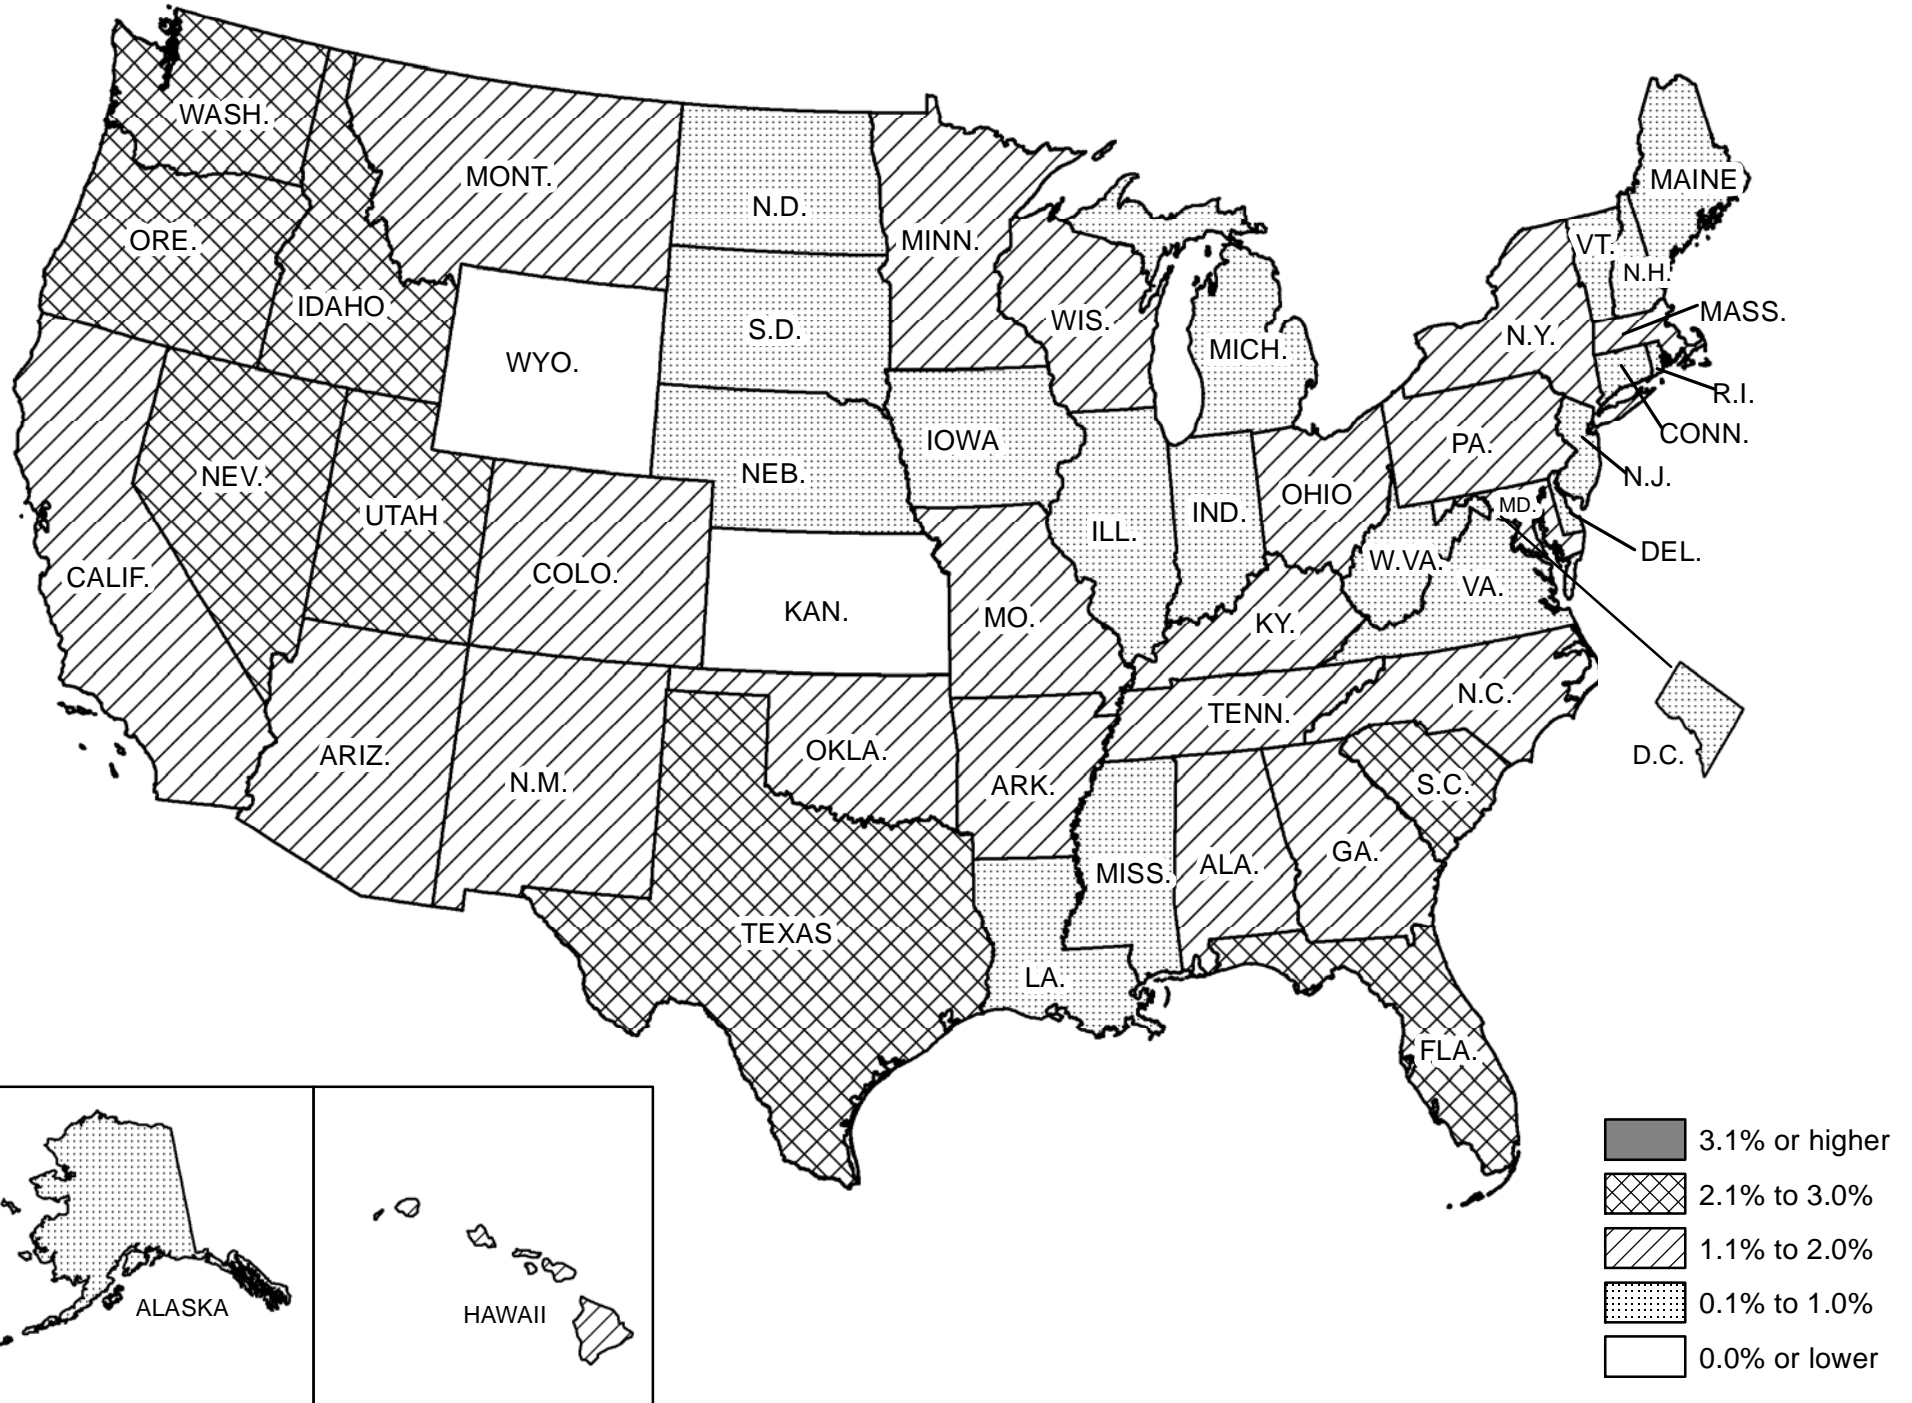 WASH.
MONT.
N.D.
MINN.
ORE.
IDAHO
S.D.
WIS.
MICH.
MAINE
VT.
N.H.
MASS.
N.Y.
R.I.
CONN.
N.J.
PA.
WYO.
NEB.
IOWA
NEV.
UTAH
COLO.
KAN.
CALIF.
ILL.
IND.
OHIO
MD.
DEL.
W.VA.
VA.
MO.
KY.
D.C.
ARIZ.
N.M.
OKLA.
ARK.
TENN.
N.C.
S.C.
TEXAS
LA.
MISS.
ALA.
GA.
FLA.
ALASKA
HAWAII
3.1% or higher
2.1% to 3.0%
1.1% to 2.0%
0.1% to 1.0%
0.0% or lower